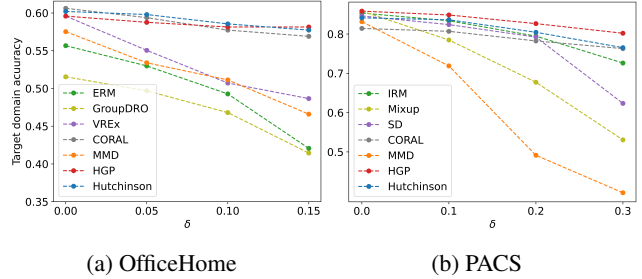 Target domain acuuracy
0.60
0.55
0.50
0.45
0.40
0.35
ERM
GroupDRO
VREx
CORAL
MMD
HGP
Hutchinson
0.00 0.05 0.10 0.15
δ
(a) OfficeHome
0.8
0.7
0.6
0.5
IRM
Mixup
SD
CORAL
MMD
HGP
Hutchinson
0.0 0.1 0.2 0.3
δ
(b) PACS